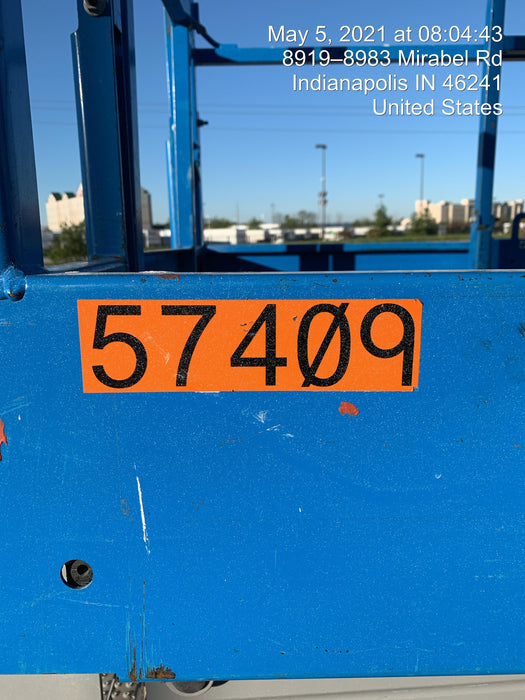 May 5, 2021 at 08:04:43
8919–8983 Mirabel Rd
Indianapolis IN 46241
United States
57409